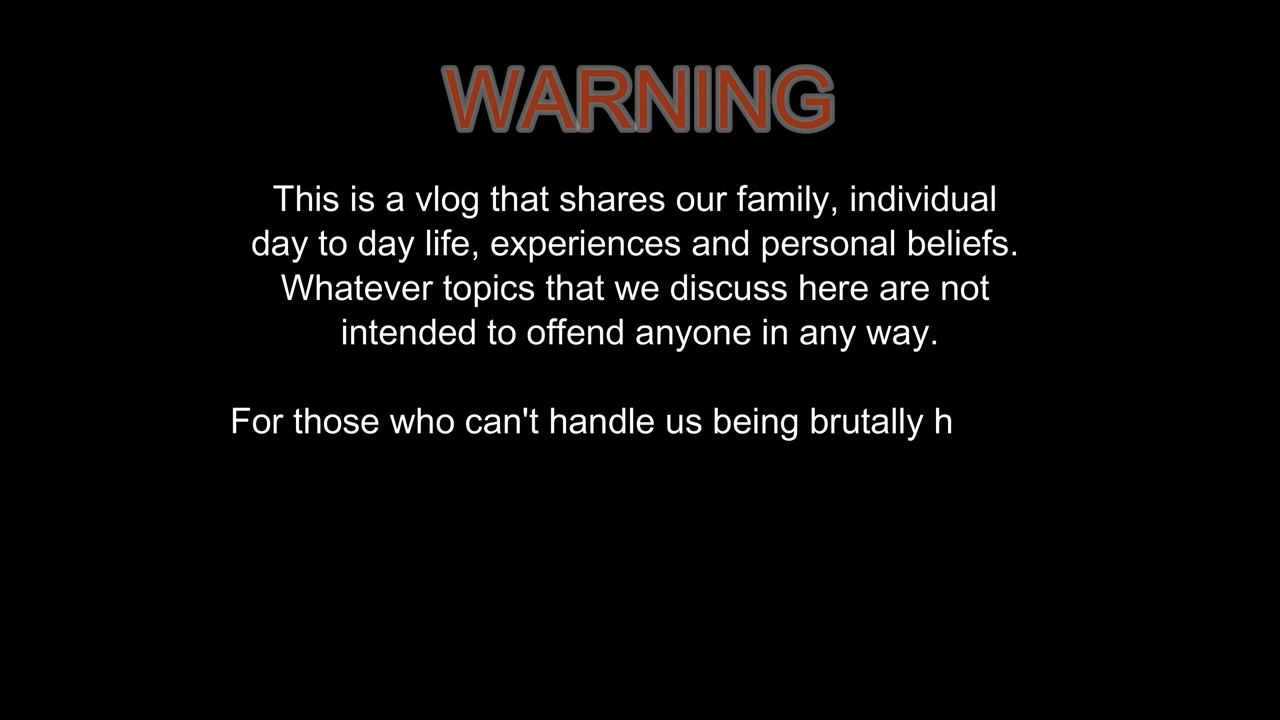 WARNING
This is a vlog that shares our family, individual
day to day life, experiences and personal beliefs.
Whatever topics that we discuss here are not
intended to offend anyone in any way.
For those who can't handle us being brutally h